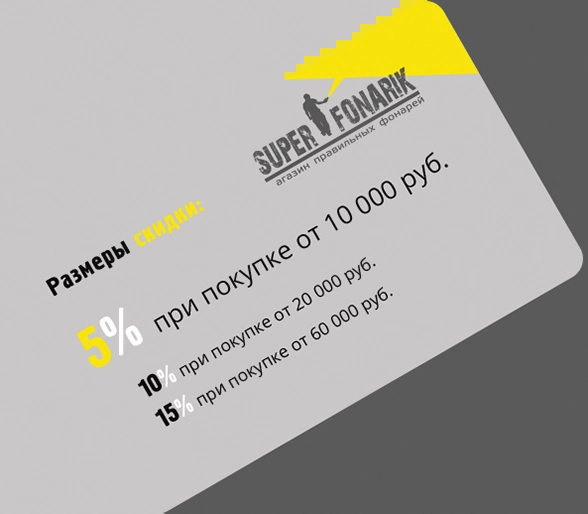 SUPER FONARIK
агазин правильных фонарей
Размеры скидки:
5% при покупке от 10 000 руб.
10% при покупке от 20 000 руб.
15% при покупке от 60 000 руб.